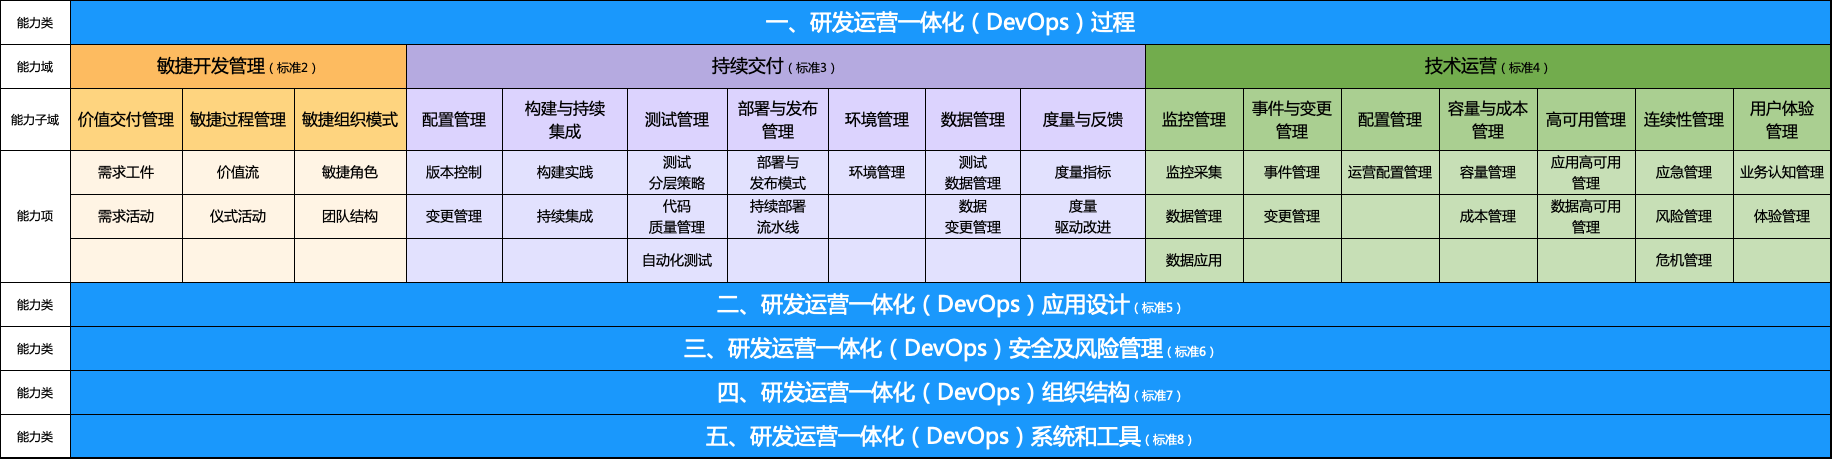 能力类
一、研发运营一体化（DevOps）过程
能力域
敏捷开发管理（标准2）
持续交付（标准3）
技术运营（标准4）
能力子域
价值交付管理
敏捷过程管理
敏捷组织模式
配置管理
构建与持续
集成
测试管理
部署与发布
管理
环境管理
数据管理
度量与反馈
监控管理
事件与变更
管理
配置管理
容量与成本
管理
高可用管理
连续性管理
用户体验
管理
能力项
需求工件
价值流
敏捷角色
版本控制
构建实践
测试
分层策略
部署与
发布模式
环境管理
测试
数据管理
度量指标
监控采集
事件管理
运营配置管理
容量管理
应用高可用
管理
应急管理
业务认知管理
需求活动
仪式活动
团队结构
变更管理
持续集成
代码
质量管理
持续部署
流水线
数据
变更管理
度量
驱动改进
数据管理
变更管理
成本管理
数据高可用
管理
风险管理
体验管理
自动化测试
数据应用
危机管理
能力类
二、研发运营一体化（DevOps）应用设计（标准5）
能力类
三、研发运营一体化（DevOps）安全及风险管理（标准6）
能力类
四、研发运营一体化（DevOps）组织结构（标准7）
能力类
五、研发运营一体化（DevOps）系统和工具（标准8）